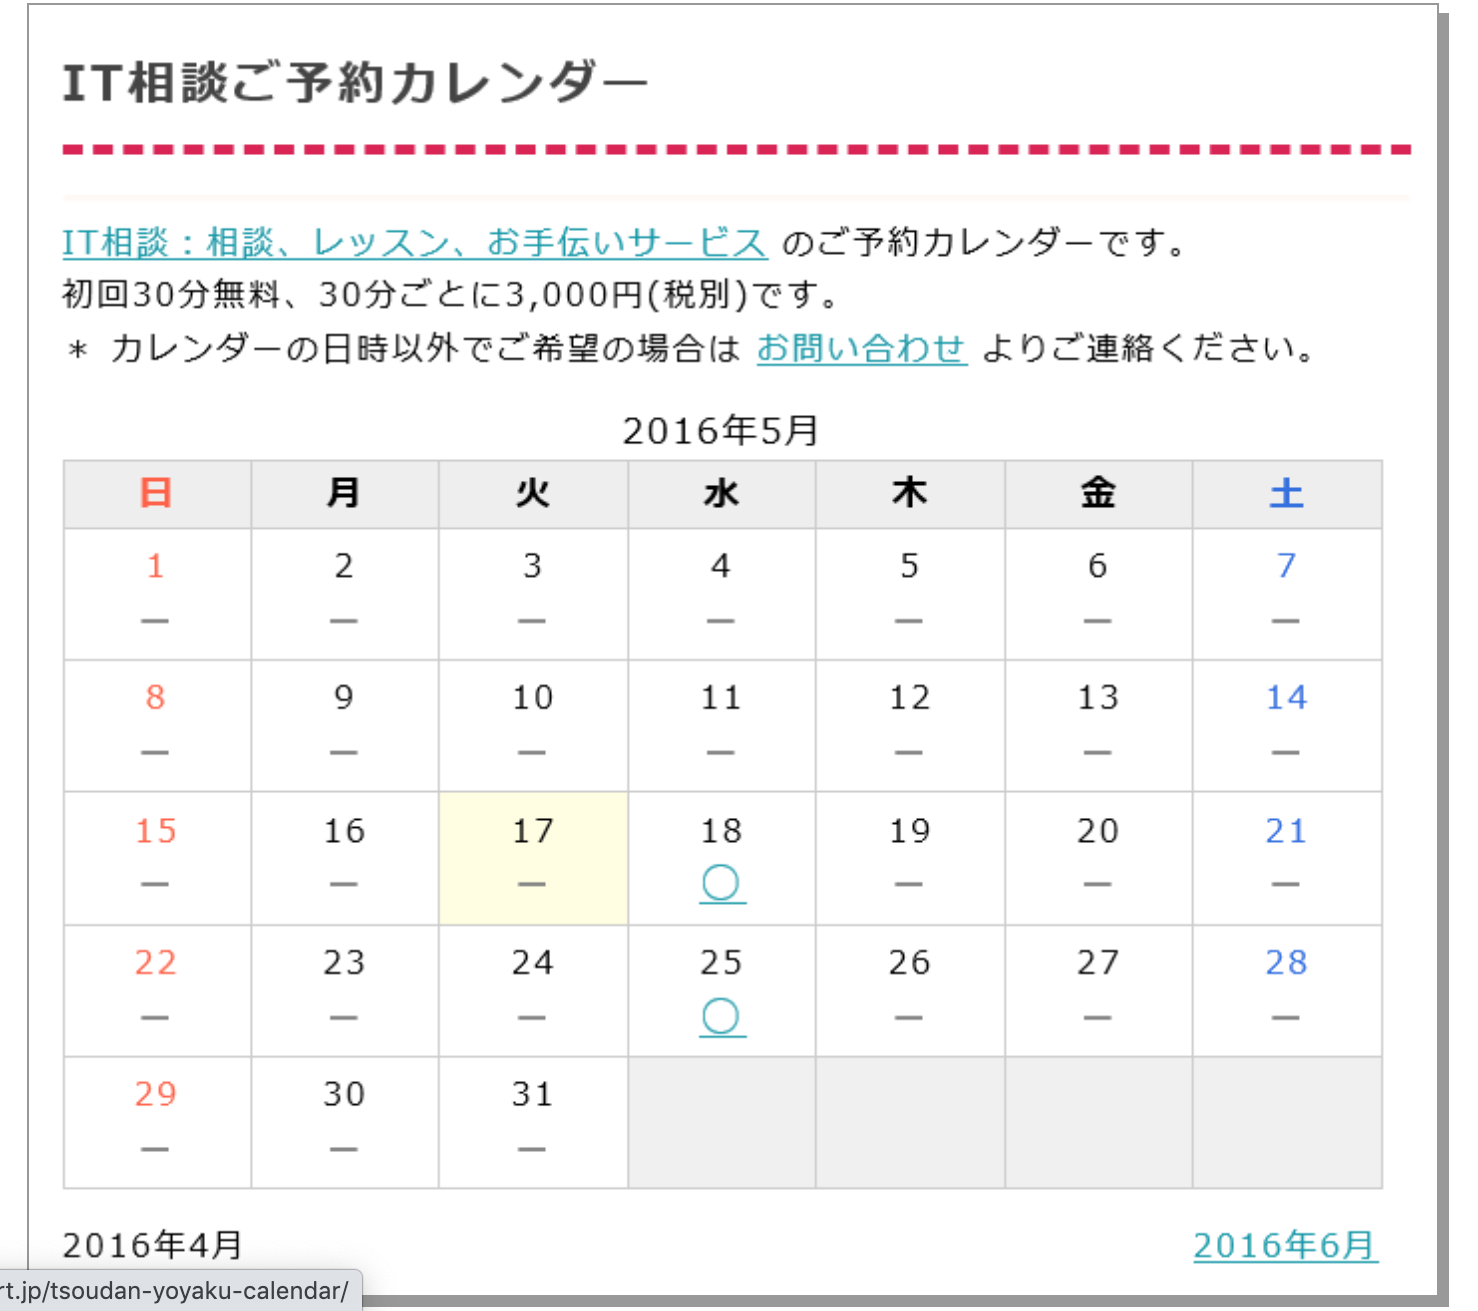 IT相談ご予約カレンダー
IT相談：相談、レッスン、お手伝いサービス のご予約カレンダーです。
初回30分無料、30分ごとに3,000円(税別)です。
＊ カレンダーの日時以外でご希望の場合は お問い合わせ よりご連絡ください。
2016年5月
日 月 火 水 木 金 土
1 2 3 4 5 6 7
― ― ― ― ― ― ―
8 9 10 11 12 13 14
― ― ― ― ― ― ―
15 16 17 18 19 20 21
― ― ― ○ ― ― ―
22 23 24 25 26 27 28
― ― ― ○ ― ― ―
29 30 31
― ― ―
2016年4月 2016年6月
rt.jp/tsoudan-yoyaku-calendar/